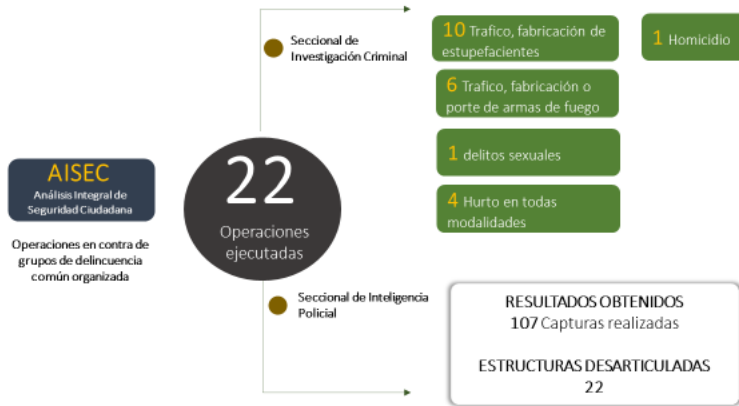 AISEC
Análisis Integral de
Seguridad Ciudadana
Operaciones en contra de
grupos de delincuencia
común organizada
22
Operaciones
ejecutadas
Seccional de
Investigación Criminal
10 Trafico, fabricación de
estupefacientes
1 Homicidio
6 Trafico, fabricación o
porte de armas de fuego
1 delitos sexuales
4 Hurto en todas
modalidades
Seccional de Inteligencia
Policial
RESULTADOS OBTENIDOS
107 Capturas realizadas
ESTRUCTURAS DESARTICULADAS
22